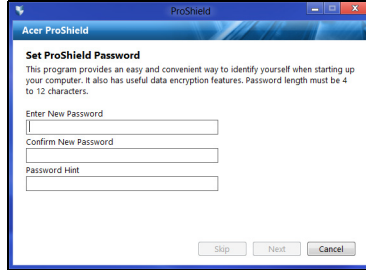 ProShield
Acer ProShield
Set ProShield Password
This program provides an easy and convenient way to identify yourself when starting up
your computer. It also has useful data encryption features. Password length must be 4
to 12 characters.
Enter New Password
Confirm New Password
Password Hint
Skip Next Cancel